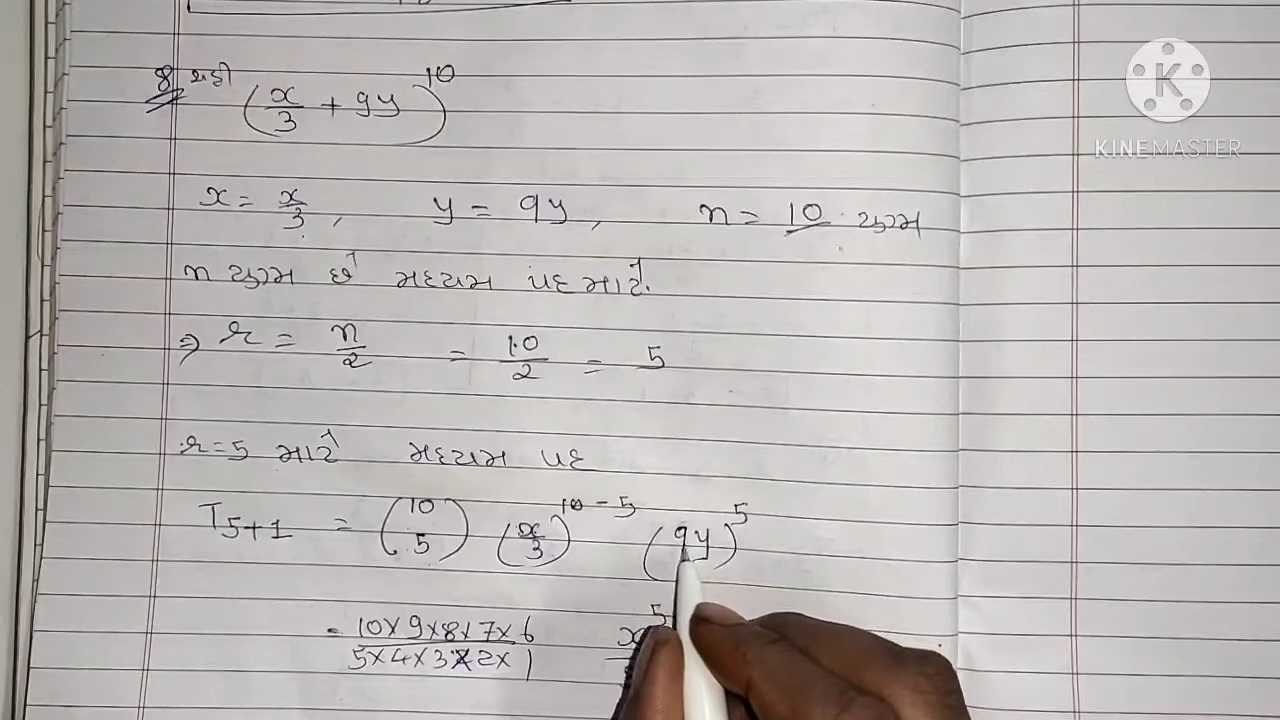 8, અહી (x/3 + 9y)^10
KINEMASTER
x = x/3, y = 9y, n = 10 યુગ્મ
n યુગ્મ છે મધ્યમ પદ માટે.
⇒ r = n/2 = 10/2 = 5
r=5 માટે મધ્યમ પદ
T5+1 = (10 5) (x/3)^10-5 (9y)^5
= 10×9×8×7×6 / 5×4×3×2×1 x^5